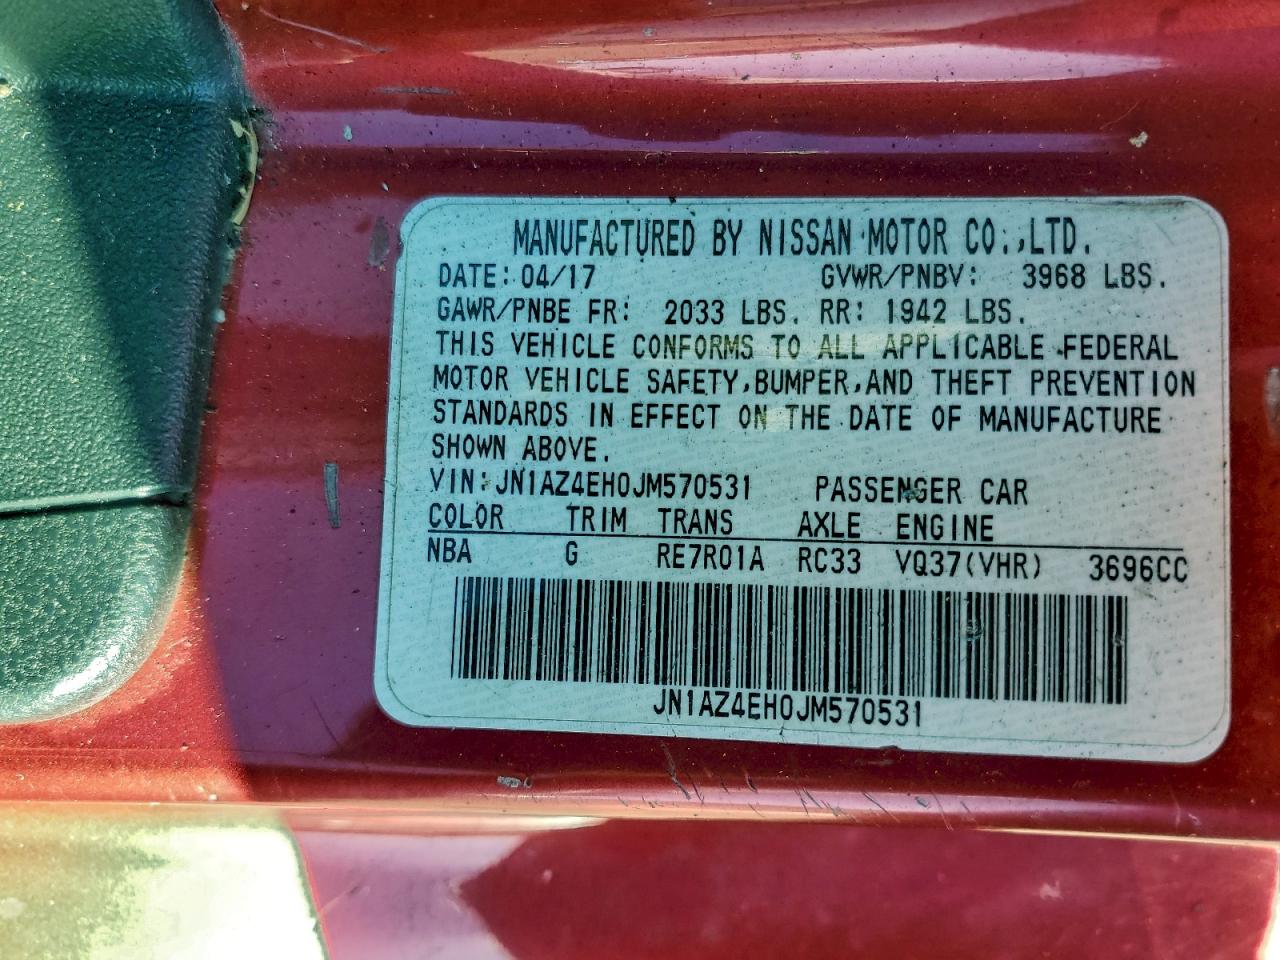 MANUFACTURED BY NISSAN MOTOR CO.,LTD.
DATE: 04/17 GVWR/PNBV: 3968 LBS.
GAWR/PNBE FR: 2033 LBS. RR: 1942 LBS.
THIS VEHICLE CONFORMS TO ALL APPLICABLE FEDERAL
MOTOR VEHICLE SAFETY,BUMPER,AND THEFT PREVENTION
STANDARDS IN EFFECT ON THE DATE OF MANUFACTURE
SHOWN ABOVE.
VIN: JN1AZ4EH0JM570531 PASSENGER CAR
COLOR TRIM TRANS AXLE ENGINE
NBA G RE7R01A RC33 VQ37(VHR) 3696CC
JN1AZ4EH0JM570531